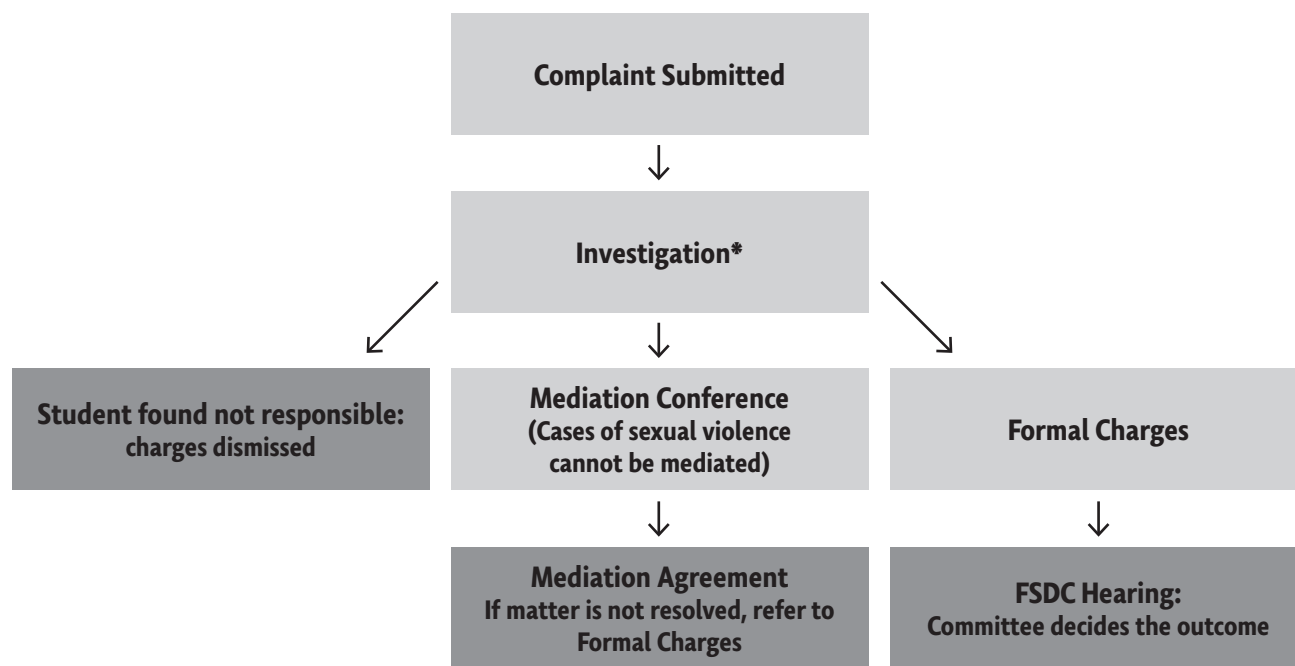 Complaint Submitted
Investigation*
Student found not responsible:
charges dismissed
Mediation Conference
(Cases of sexual violence
cannot be mediated)
Formal Charges
Mediation Agreement
If matter is not resolved, refer to
Formal Charges
FSDC Hearing:
Committee decides the outcome